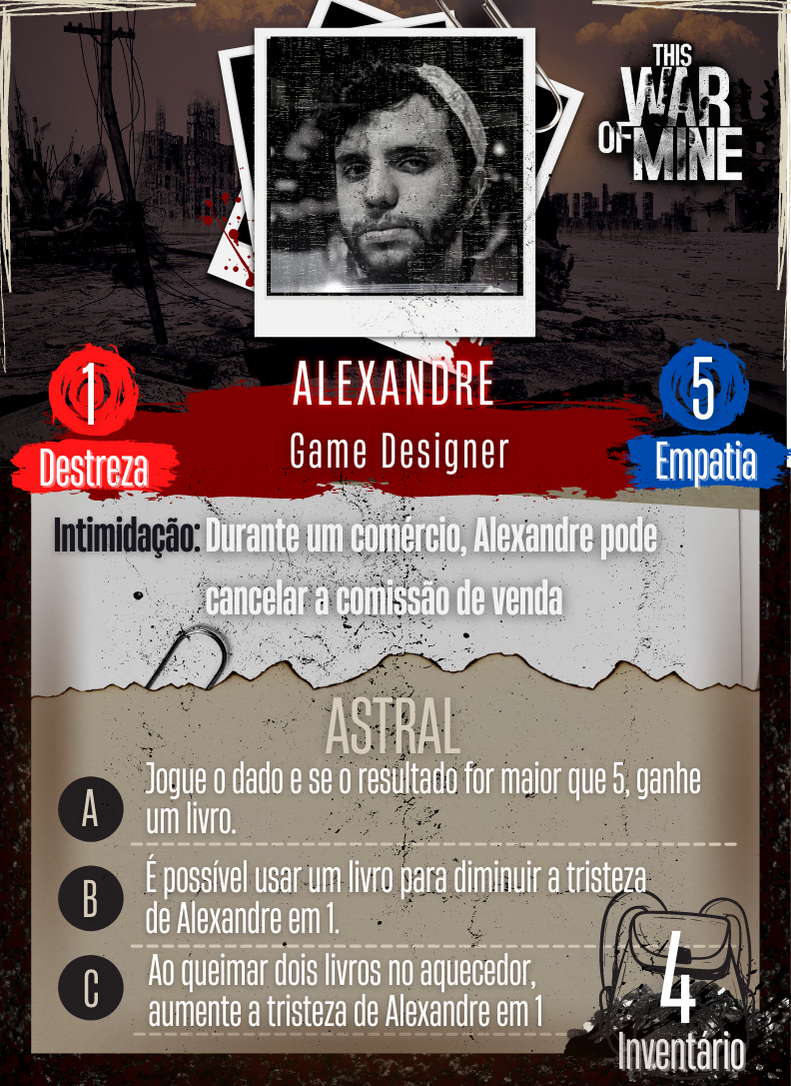 THIS
WAR
OF MINE
ALEXANDRE
Game Designer
1
Destreza
5
Empatia
Intimidação: Durante um comércio, Alexandre pode
cancelar a comissão de venda
ASTRAL
A
Jogue o dado e se o resultado for maior que 5, ganhe
um livro.
B
É possível usar um livro para diminuir a tristeza
de Alexandre em 1.
C
Ao queimar dois livros no aquecedor,
aumente a tristeza de Alexandre em 1
4
Inventário